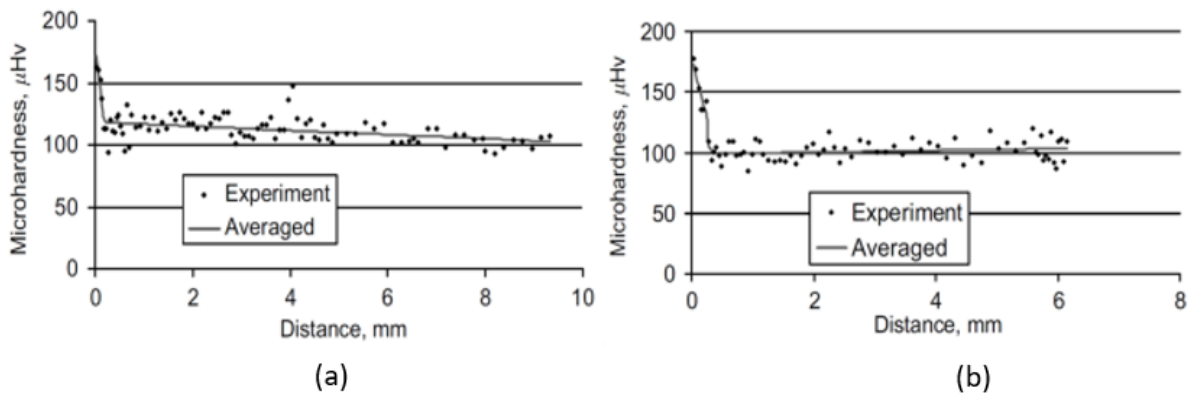 200
150
100
50
0
Microhardness, μHv
Experiment
Averaged
0 2 4 6 8 10
Distance, mm
(a)
200
150
100
50
0
Microhardness, μHv
Experiment
Averaged
0 2 4 6 8
Distance, mm
(b)